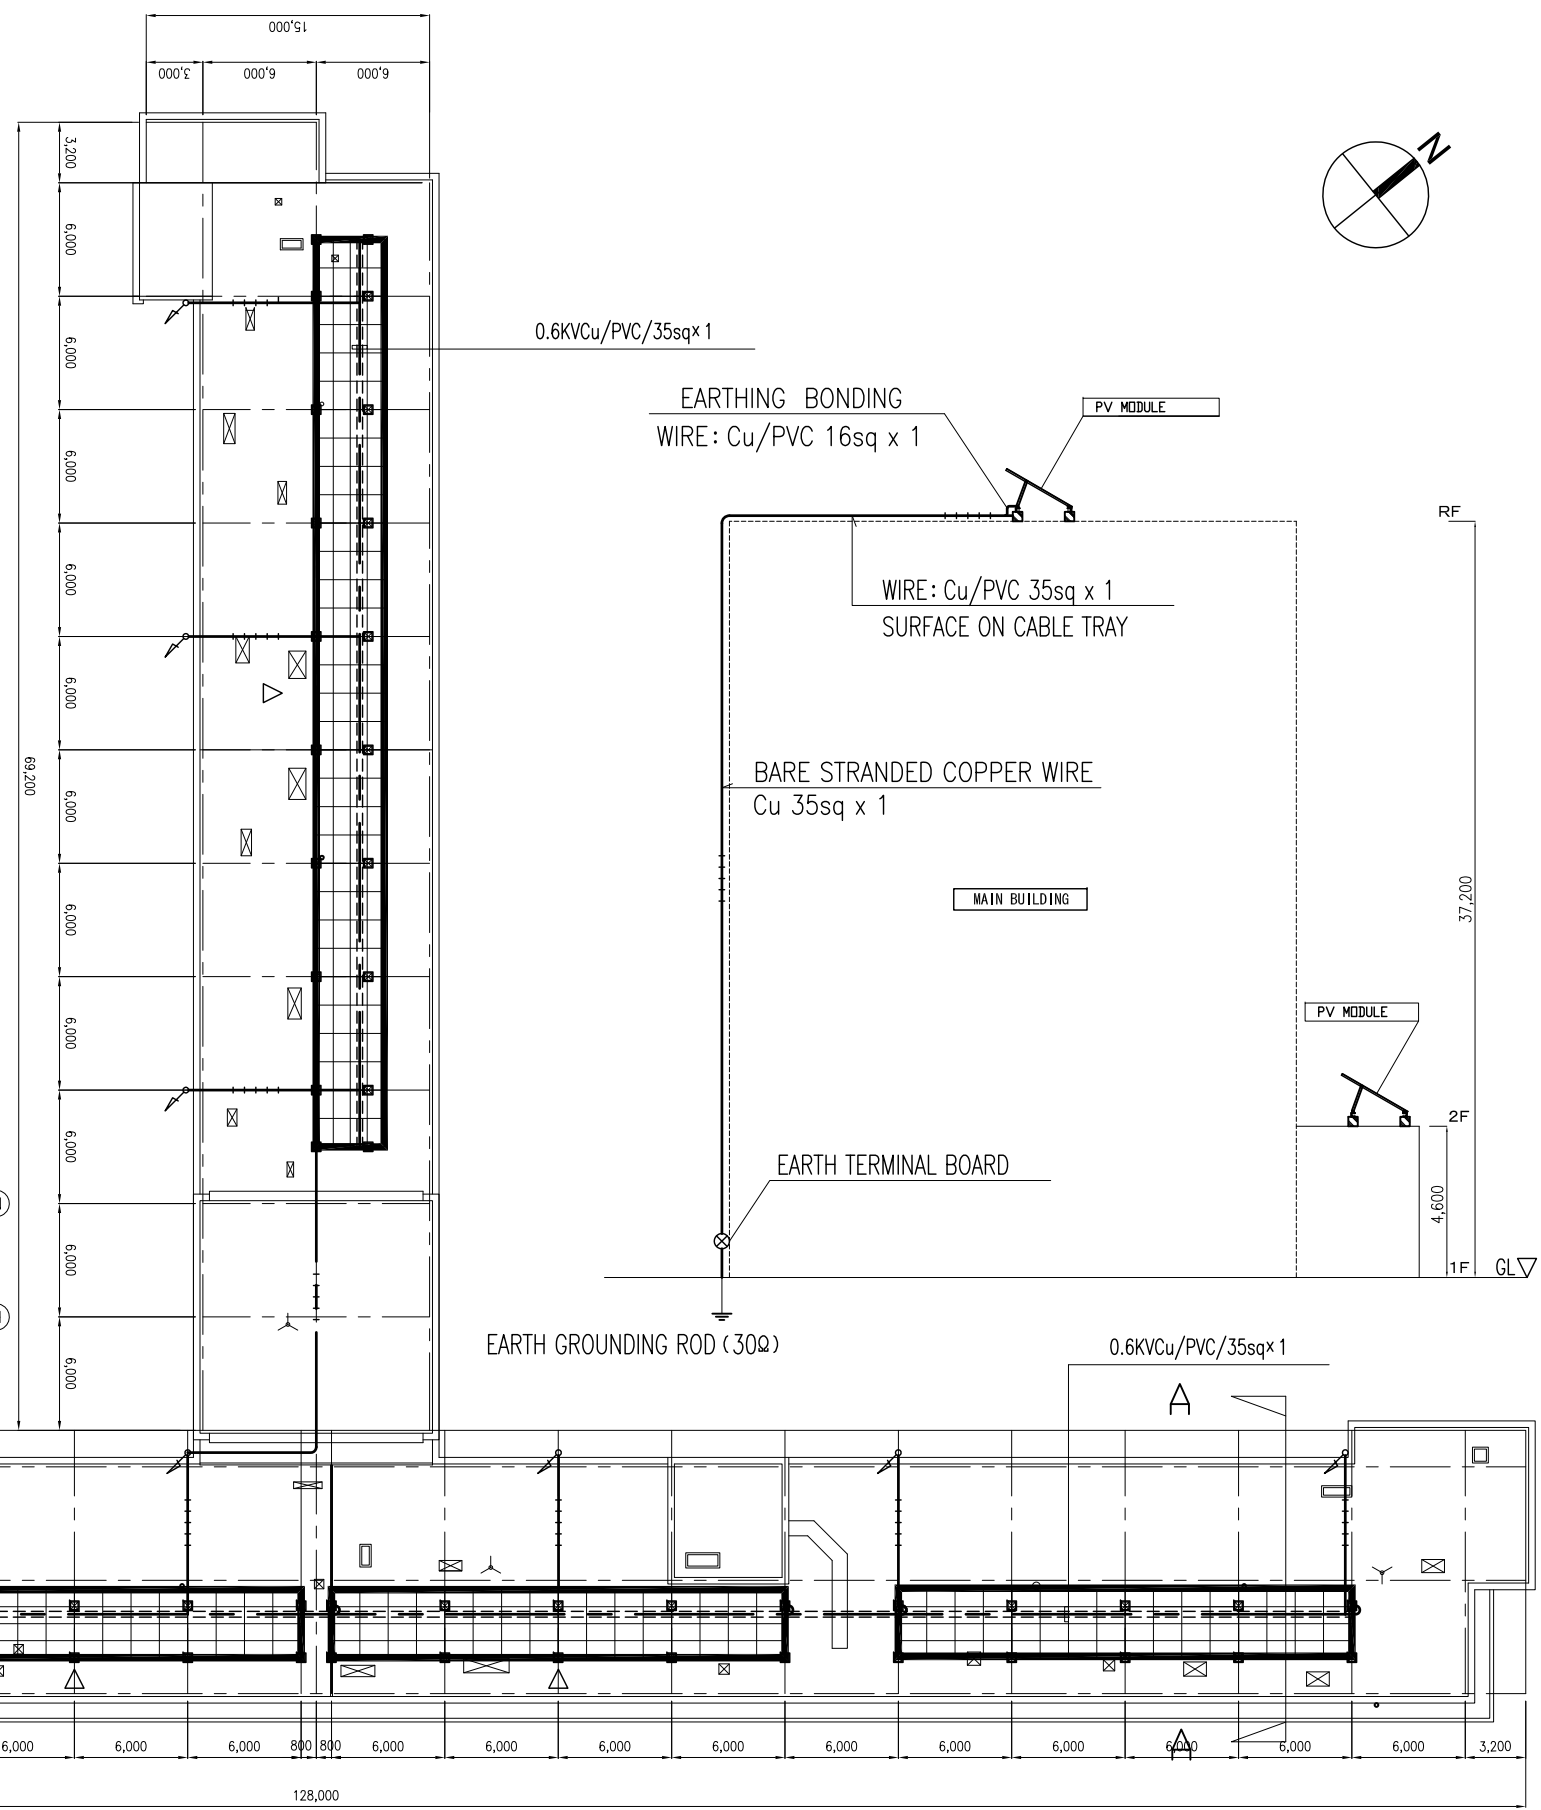 15,000
3,000
6,000
6,000
N
3,200
6,000
6,000
6,000
6,000
6,000
6,000
6,000
6,000
6,000
6,000
6,000
69,200
0.6KVCu/PVC/35sq×1
EARTHING BONDING
WIRE: Cu/PVC 16sq x 1
PV MODULE
RF
WIRE: Cu/PVC 35sq x 1
SURFACE ON CABLE TRAY
BARE STRANDED COPPER WIRE
Cu 35sq x 1
MAIN BUILDING
37,200
PV MODULE
2F
EARTH TERMINAL BOARD
4,600
1F
GL
EARTH GROUNDING ROD (30Ω)
0.6KVCu/PVC/35sq×1
A
A
6,000
6,000
6,000
800
800
6,000
6,000
6,000
6,000
6,000
6,000
6,000
6,000
6,000
6,000
3,200
128,000